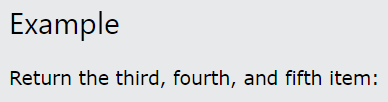 Example
Return the third, fourth, and fifth item: